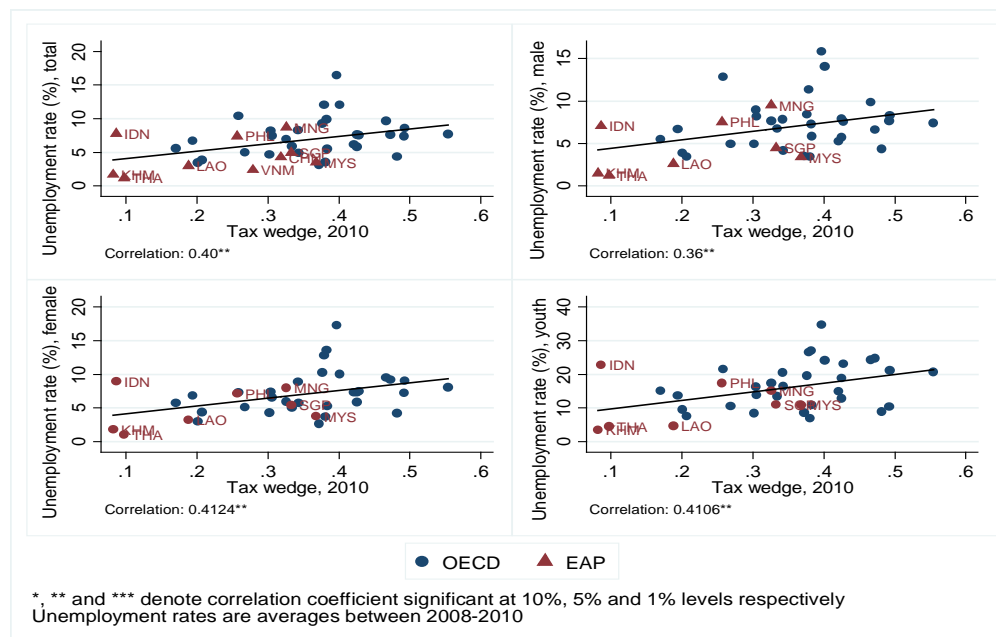 Unemployment rate (%), total
20
15
10
5
0
IDN
KHM
THA
LAO
PHL
VNM
MNG
SGP
CHN
MYS
.1 .2 .3 .4 .5 .6
Tax wedge, 2010
Correlation: 0.40**
Unemployment rate (%), male
15
10
5
0
IDN
KHM
THA
LAO
PHL
MNG
SGP
MYS
.1 .2 .3 .4 .5 .6
Tax wedge, 2010
Correlation: 0.36**
Unemployment rate (%), female
20
15
10
5
0
IDN
KHM
THA
LAO
PHL
MNG
SGP
MYS
.1 .2 .3 .4 .5 .6
Tax wedge, 2010
Correlation: 0.4124**
Unemployment rate (%), youth
40
30
20
10
0
IDN
KHM
THA
LAO
PHL
MNG
SGP
MYS
.1 .2 .3 .4 .5 .6
Tax wedge, 2010
Correlation: 0.4106**
OECD EAP
*, ** and *** denote correlation coefficient significant at 10%, 5% and 1% levels respectively
Unemployment rates are averages between 2008-2010